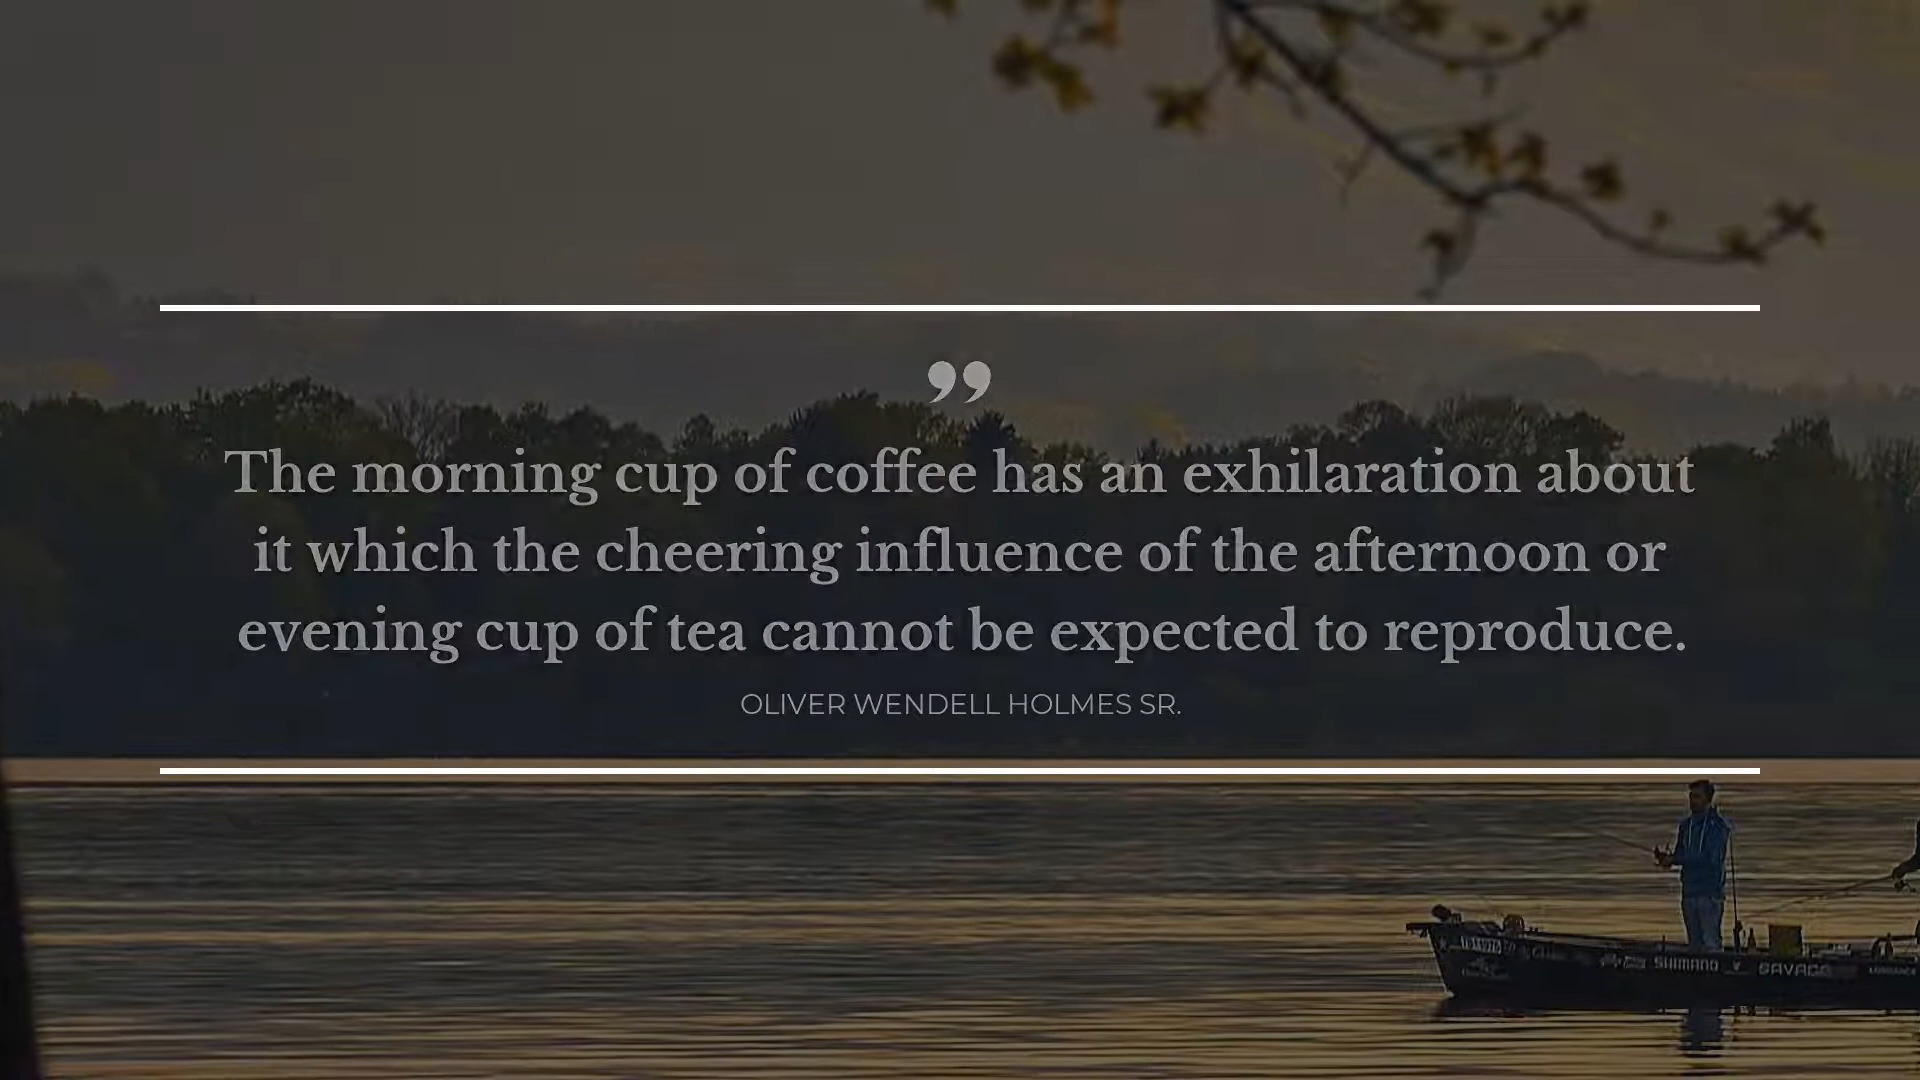 ”
The morning cup of coffee has an exhilaration about
it which the cheering influence of the afternoon or
evening cup of tea cannot be expected to reproduce.
OLIVER WENDELL HOLMES SR.
SHIMANO SAVAGE